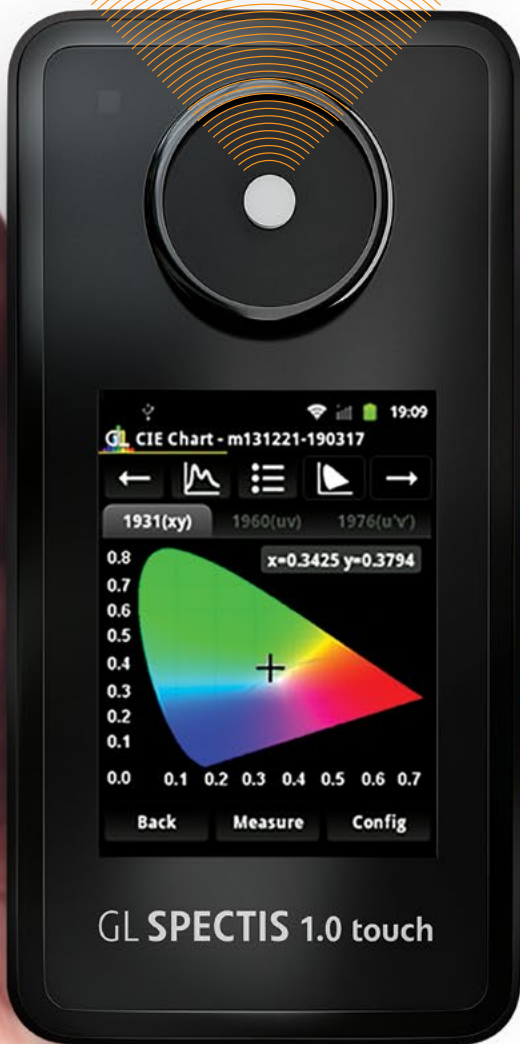 19:09
GL CIE Chart - m131221-190317
1931(xy) 1960(uv) 1976(u'v')
x=0.3425 y=0.3794
0.8
0.7
0.6
0.5
0.4
0.3
0.2
0.1
0.0 0.1 0.2 0.3 0.4 0.5 0.6 0.7
Back Measure Config
GL SPECTIS 1.0 touch